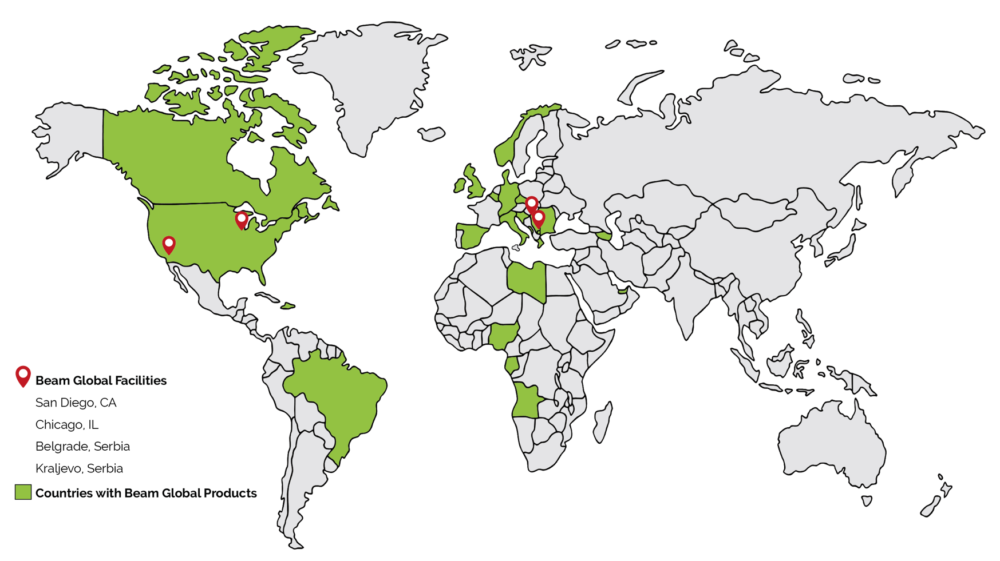 Beam Global Facilities
San Diego, CA
Chicago, IL
Belgrade, Serbia
Kraljevo, Serbia
Countries with Beam Global Products